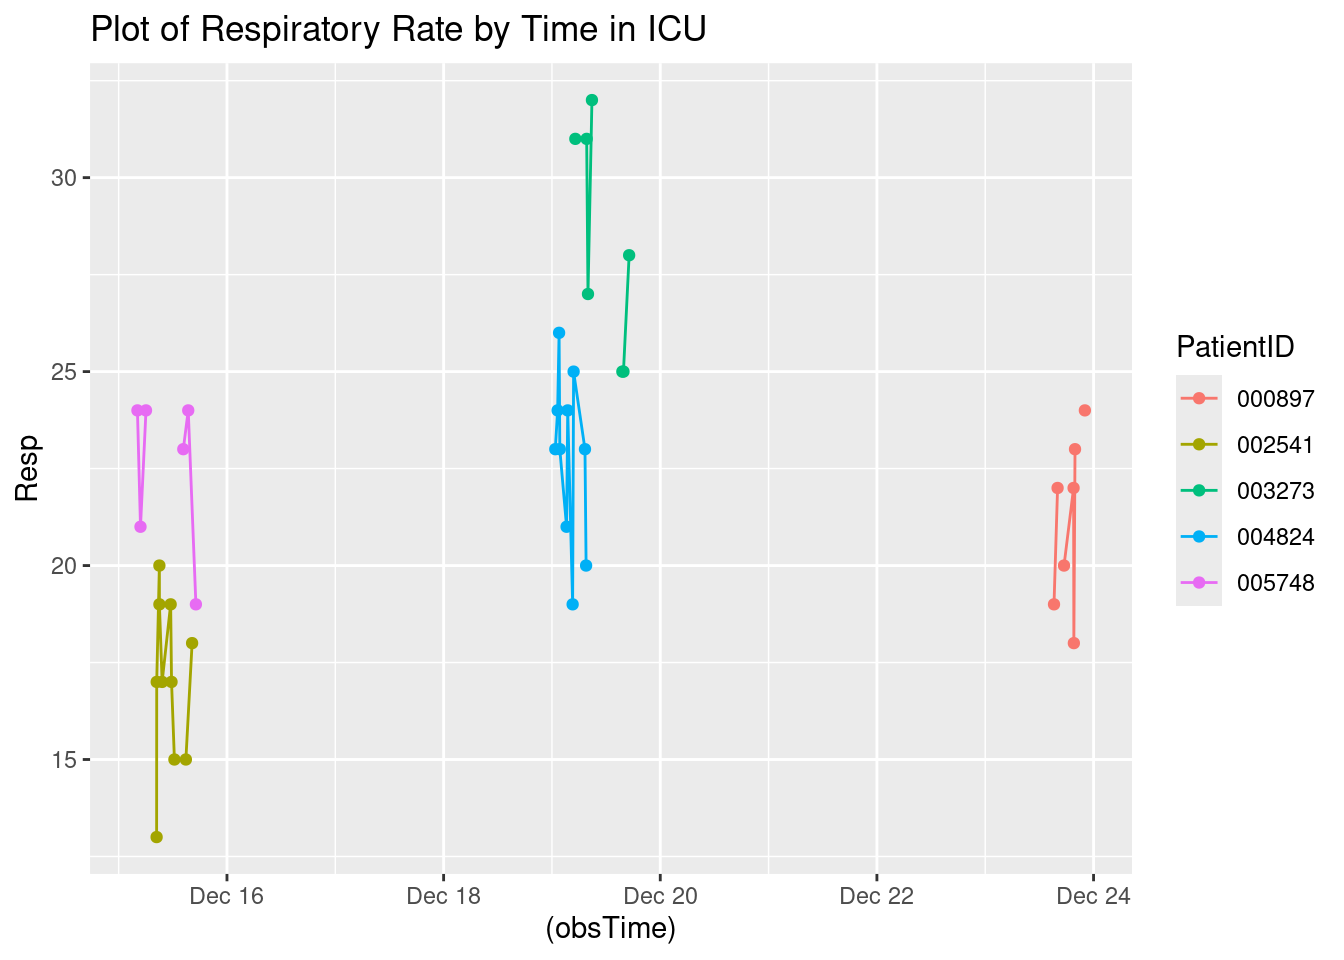 Plot of Respiratory Rate by Time in ICU
30
25
20
15
Resp
Dec 16
Dec 18
Dec 20
Dec 22
Dec 24
(obsTime)
PatientID
000897
002541
003273
004824
005748